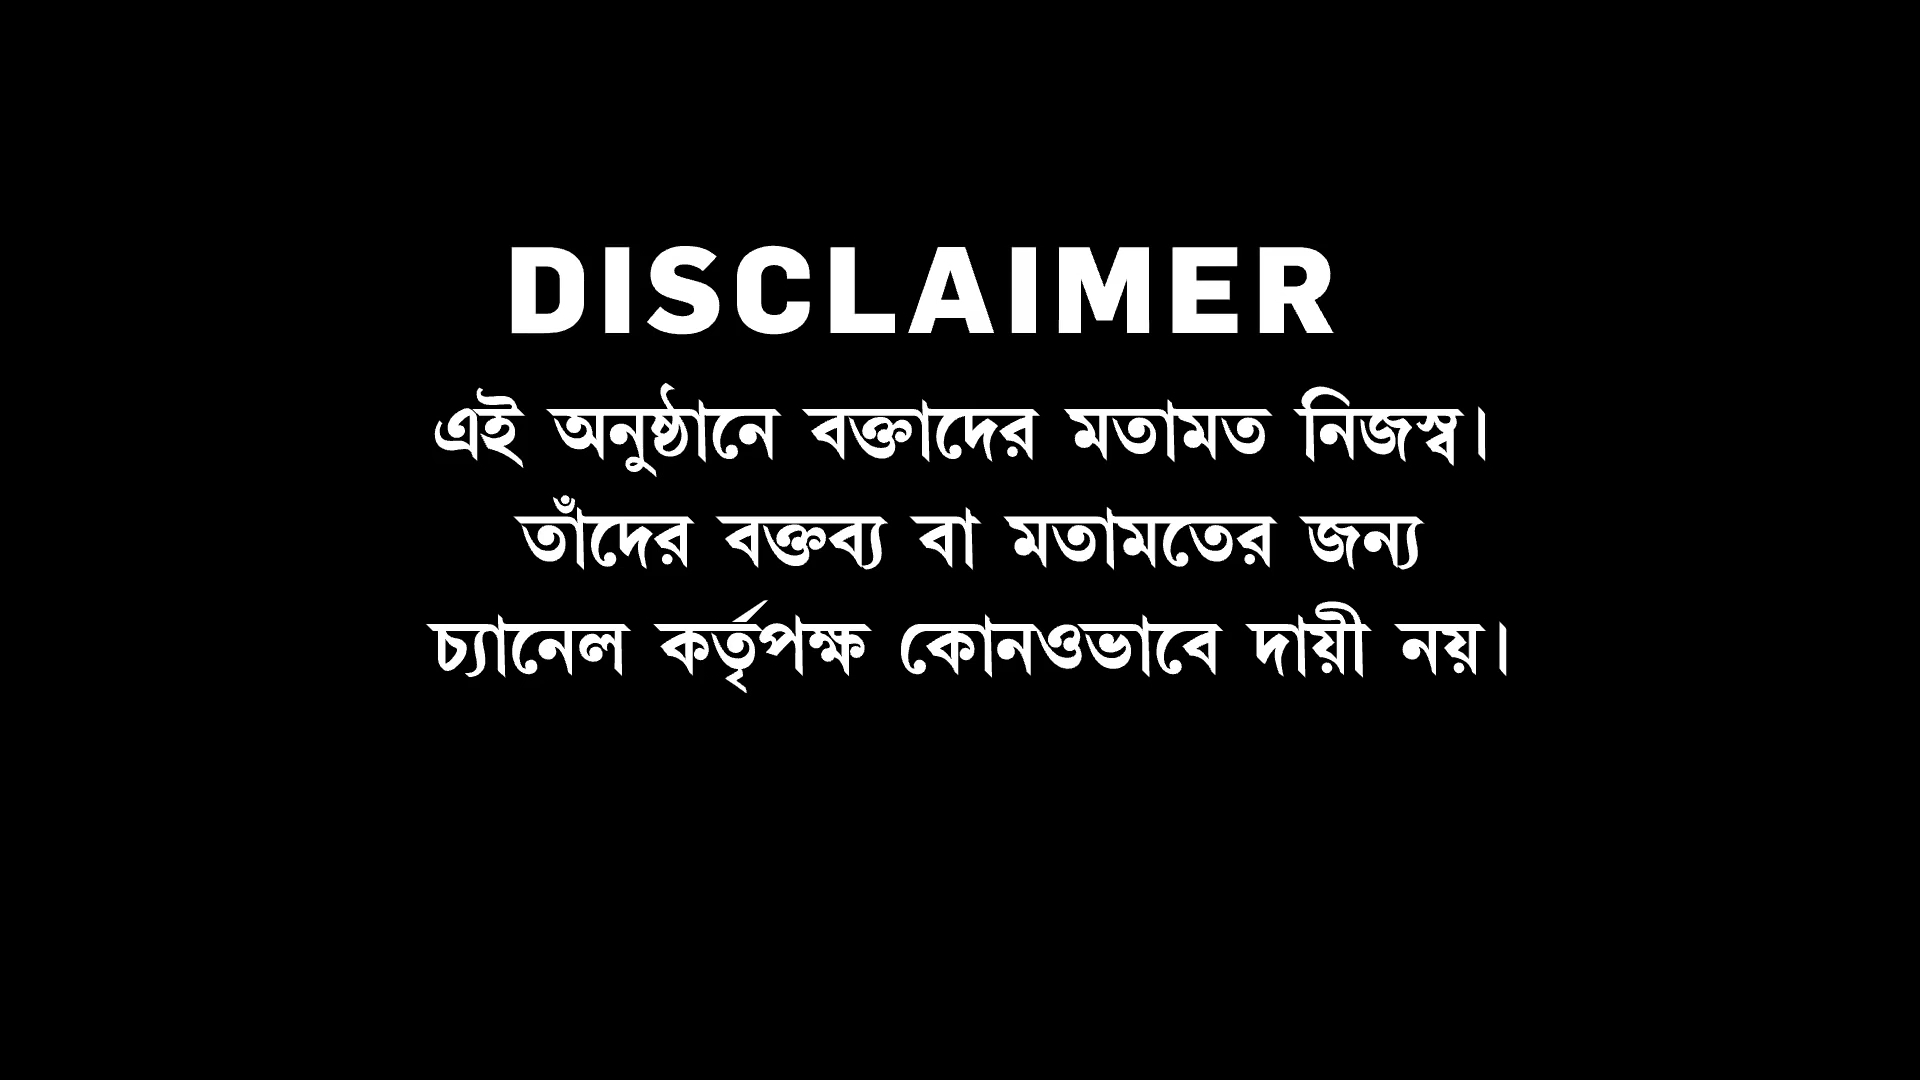 DISCLAIMER
এই অনুষ্ঠানে বক্তাদের মতামত নিজস্ব।
তাঁদের বক্তব্য বা মতামতের জন্য
চ্যানেল কর্তৃপক্ষ কোনওভাবে দায়ী নয়।